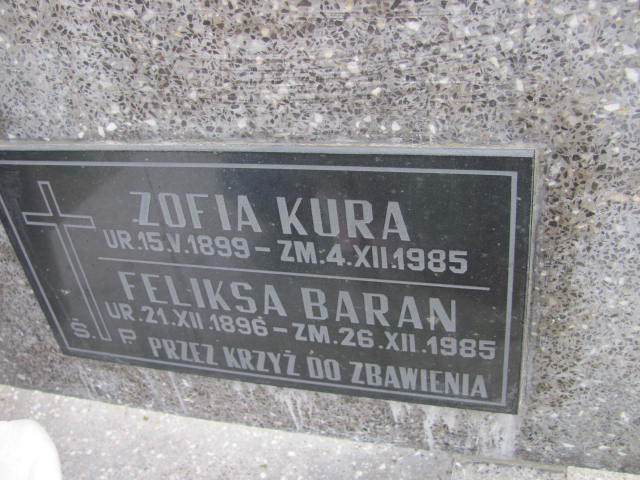 ZOFIA KURA
UR.15.V.1899 – ZM.4.XII.1985
FELIKSA BARAN
UR.21.XII 1896 – ZM.26.XII.1985
Ś. P. PRZEZ KRZYŻ DO ZBAWIENIA